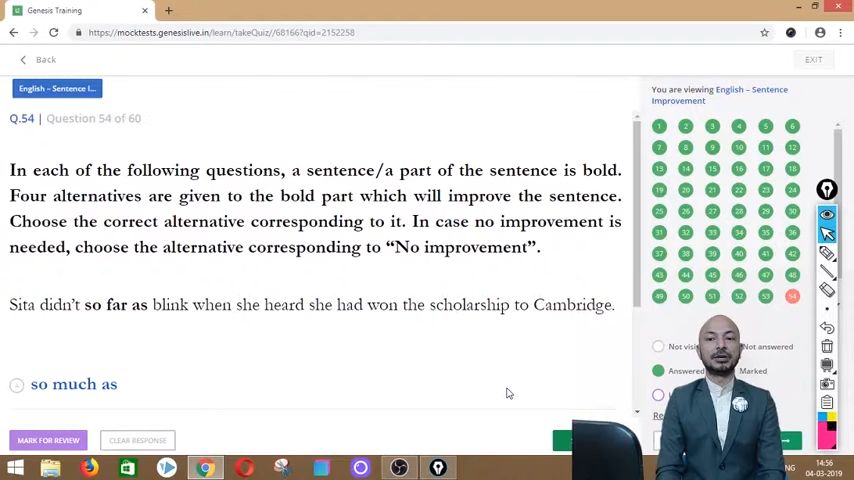 Genesis Training
https://mocktests.genesislive.in/learn/takeQuiz//68166?qid=2152258
Back
EXIT
English – Sentence I...
Q.54 | Question 54 of 60
In each of the following questions, a sentence/a part of the sentence is bold.
Four alternatives are given to the bold part which will improve the sentence.
Choose the correct alternative corresponding to it. In case no improvement is
needed, choose the alternative corresponding to “No improvement”.
Sita didn't so far as blink when she heard she had won the scholarship to Cambridge.
A so much as
MARK FOR REVIEW
CLEAR RESPONSE
You are viewing English – Sentence
Improvement
1 2 3 4 5 6
7 8 9 10 11 12
13 14 15 16 17 18
19 20 21 22 23 24
25 26 27 28 29 30
31 32 33 34 35 36
37 38 39 40 41 42
43 44 45 46 47 48
49 50 51 52 53 54
Not answered
Answered
Marked
14:56
04-03-2019